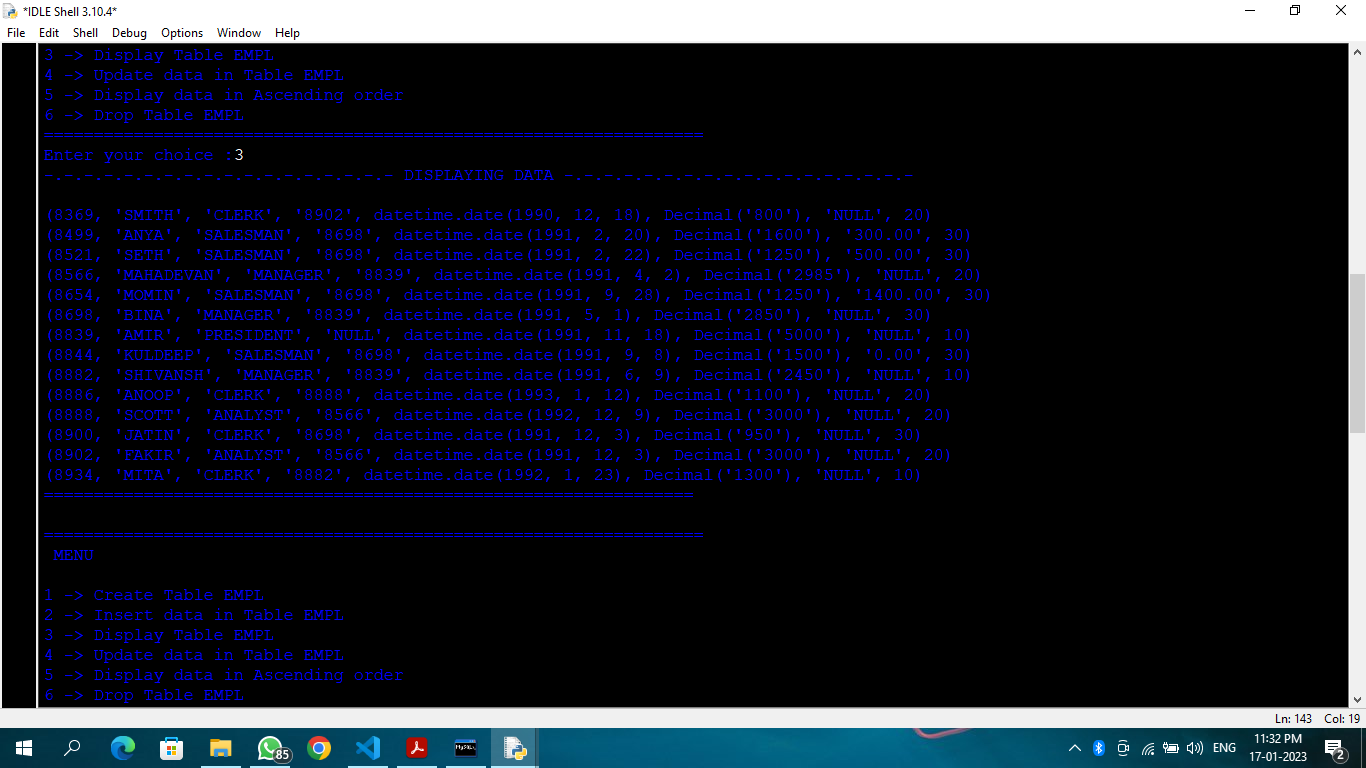 *IDLE Shell 3.10.4*
File Edit Shell Debug Options Window Help
3 -> Display Table EMPL
4 -> Update data in Table EMPL
5 -> Display data in Ascending order
6 -> Drop Table EMPL
==================================================================
Enter your choice :3
-.-.-.-.-.-.-.-.-.-.-.-.-.-.-.-.-.- DISPLAYING DATA -.-.-.-.-.-.-.-.-.-.-.-.-.-.-.-.-.-
(8369, 'SMITH', 'CLERK', '8902', datetime.date(1990, 12, 18), Decimal('800'), 'NULL', 20)
(8499, 'ANYA', 'SALESMAN', '8698', datetime.date(1991, 2, 20), Decimal('1600'), '300.00', 30)
(8521, 'SETH', 'SALESMAN', '8698', datetime.date(1991, 2, 22), Decimal('1250'), '500.00', 30)
(8566, 'MAHADEVAN', 'MANAGER', '8839', datetime.date(1991, 4, 2), Decimal('2985'), 'NULL', 20)
(8654, 'MOMIN', 'SALESMAN', '8698', datetime.date(1991, 9, 28), Decimal('1250'), '1400.00', 30)
(8698, 'BINA', 'MANAGER', '8839', datetime.date(1991, 5, 1), Decimal('2850'), 'NULL', 30)
(8839, 'AMIR', 'PRESIDENT', 'NULL', datetime.date(1991, 11, 18), Decimal('5000'), 'NULL', 10)
(8844, 'KULDEEP', 'SALESMAN', '8698', datetime.date(1991, 9, 8), Decimal('1500'), '0.00', 30)
(8882, 'SHIVANSH', 'MANAGER', '8839', datetime.date(1991, 6, 9), Decimal('2450'), 'NULL', 10)
(8886, 'ANOOP', 'CLERK', '8888', datetime.date(1993, 1, 12), Decimal('1100'), 'NULL', 20)
(8888, 'SCOTT', 'ANALYST', '8566', datetime.date(1992, 12, 9), Decimal('3000'), 'NULL', 20)
(8900, 'JATIN', 'CLERK', '8698', datetime.date(1991, 12, 3), Decimal('950'), 'NULL', 30)
(8902, 'FAKIR', 'ANALYST', '8566', datetime.date(1991, 12, 3), Decimal('3000'), 'NULL', 20)
(8934, 'MITA', 'CLERK', '8882', datetime.date(1992, 1, 23), Decimal('1300'), 'NULL', 10)
=================================================================
==================================================================
MENU
1 -> Create Table EMPL
2 -> Insert data in Table EMPL
3 -> Display Table EMPL
4 -> Update data in Table EMPL
5 -> Display data in Ascending order
6 -> Drop Table EMPL
Ln: 143 Col: 19
85
MySQL
ENG
11:32 PM
17-01-2023
2